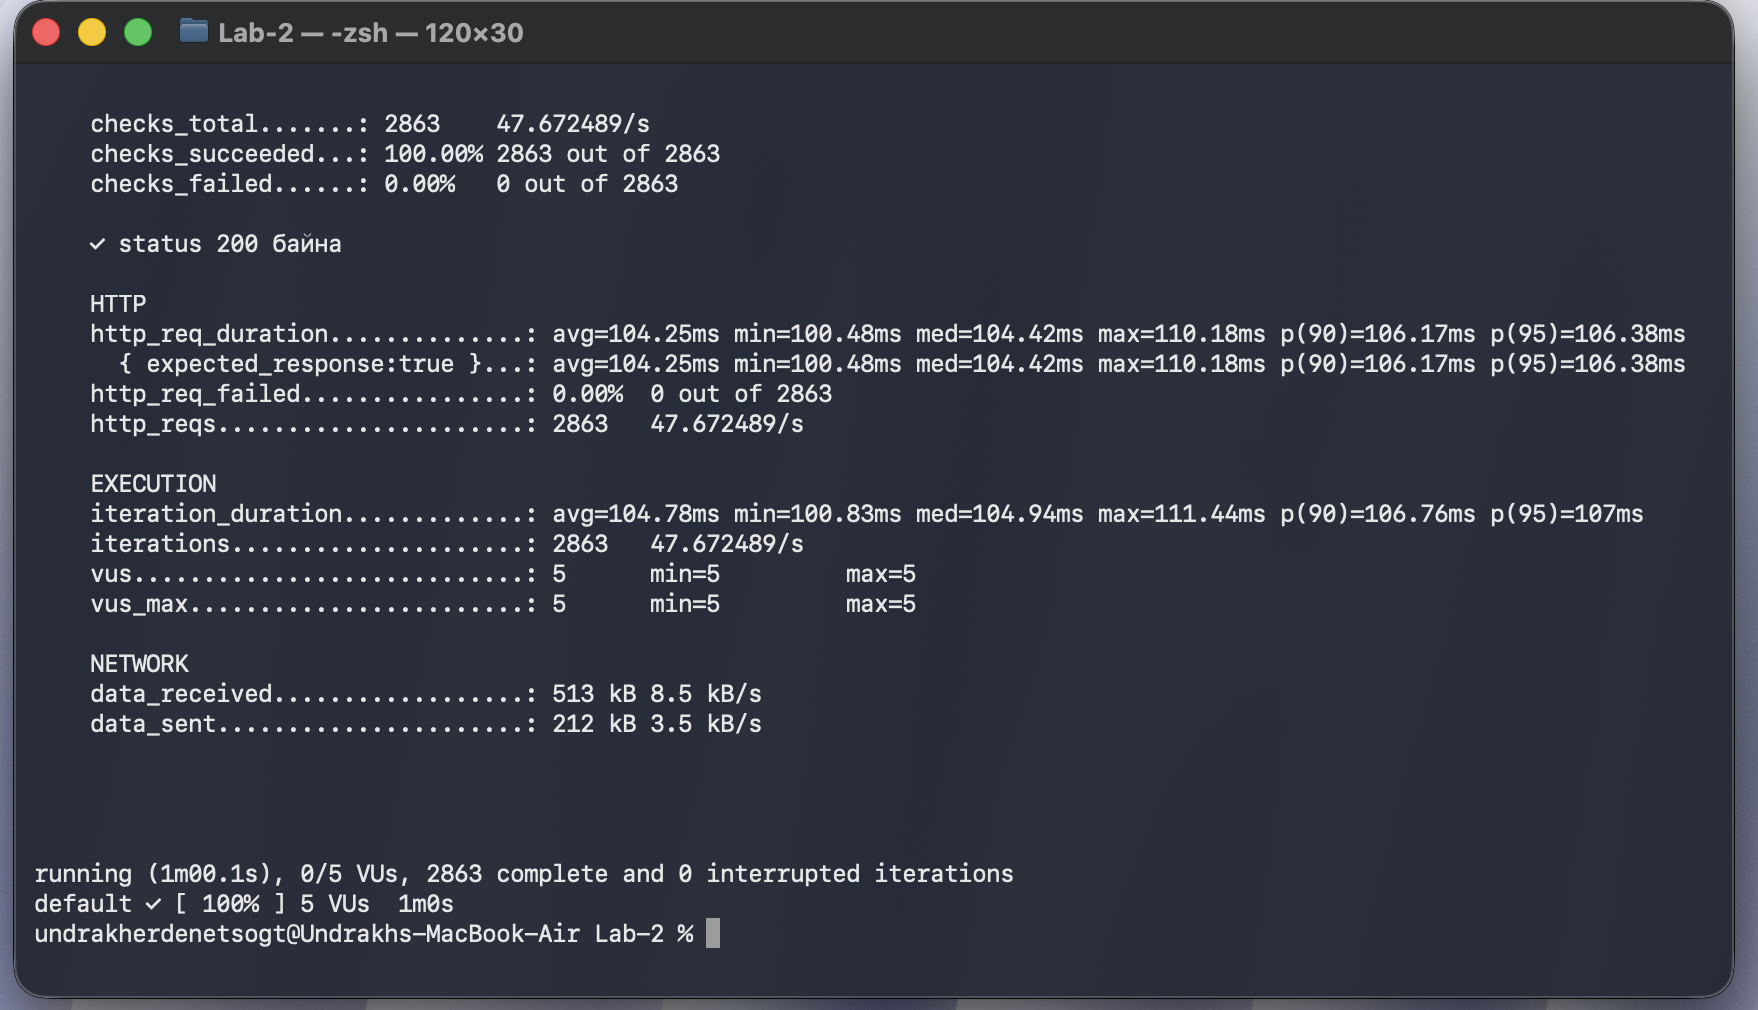 Lab-2 — -zsh — 120×30
checks_total.......: 2863    47.672489/s
checks_succeeded...: 100.00% 2863 out of 2863
checks_failed......: 0.00%   0 out of 2863
✓ status 200 байна
HTTP
http_req_duration..............: avg=104.25ms min=100.48ms med=104.42ms max=110.18ms p(90)=106.17ms p(95)=106.38ms
  { expected_response:true }...: avg=104.25ms min=100.48ms med=104.42ms max=110.18ms p(90)=106.17ms p(95)=106.38ms
http_req_failed................: 0.00%  0 out of 2863
http_reqs......................: 2863   47.672489/s
EXECUTION
iteration_duration.............: avg=104.78ms min=100.83ms med=104.94ms max=111.44ms p(90)=106.76ms p(95)=107ms
iterations.....................: 2863   47.672489/s
vus............................: 5      min=5         max=5
vus_max........................: 5      min=5         max=5
NETWORK
data_received..................: 513 kB 8.5 kB/s
data_sent......................: 212 kB 3.5 kB/s
running (1m00.1s), 0/5 VUs, 2863 complete and 0 interrupted iterations
default ✓ [ 100% ] 5 VUs  1m0s
undrakherdenetsogt@Undrakhs-MacBook-Air Lab-2 %